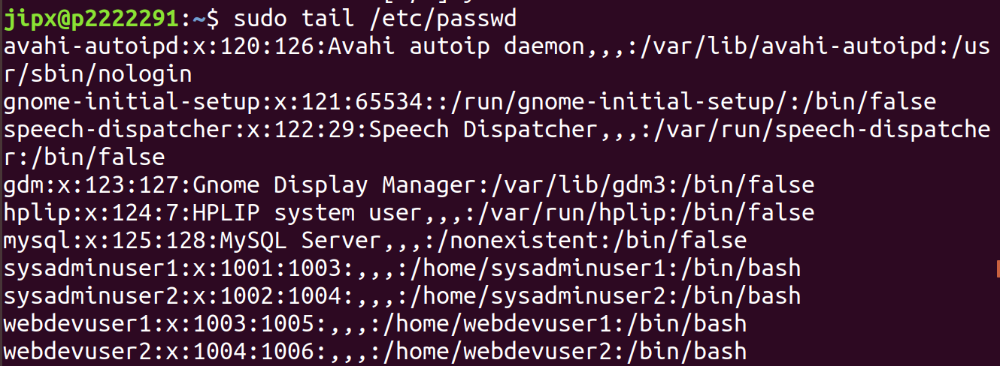 jipx@p2222291:~$ sudo tail /etc/passwd
avahi-autoipd:x:120:126:Avahi autoip daemon,,,:/var/lib/avahi-autoipd:/us
r/sbin/nologin
gnome-initial-setup:x:121:65534::/run/gnome-initial-setup/:/bin/false
speech-dispatcher:x:122:29:Speech Dispatcher,,,:/var/run/speech-dispatche
r:/bin/false
gdm:x:123:127:Gnome Display Manager:/var/lib/gdm3:/bin/false
hplip:x:124:7:HPLIP system user,,,:/var/run/hplip:/bin/false
mysql:x:125:128:MySQL Server,,,:/nonexistent:/bin/false
sysadminuser1:x:1001:1003:,,,:/home/sysadminuser1:/bin/bash
sysadminuser2:x:1002:1004:,,,:/home/sysadminuser2:/bin/bash
webdevuser1:x:1003:1005:,,,:/home/webdevuser1:/bin/bash
webdevuser2:x:1004:1006:,,,:/home/webdevuser2:/bin/bash